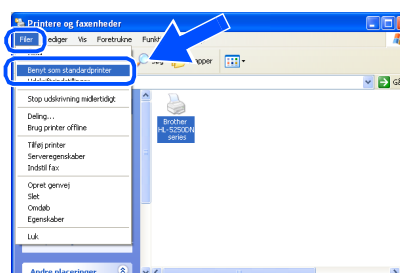 Printere og faxenheder
Filer Rediger Vis Foretrukne
Benyt som standardprinter
Stop udskrivning midlertidigt
Deling...
Brug printer offline
Tilføj printer
Serveregenskaber
Indstil fax
Opret genvej
Slet
Omdøb
Egenskaber
Luk
Brother
HL-5250DN
series
Andre placeringer